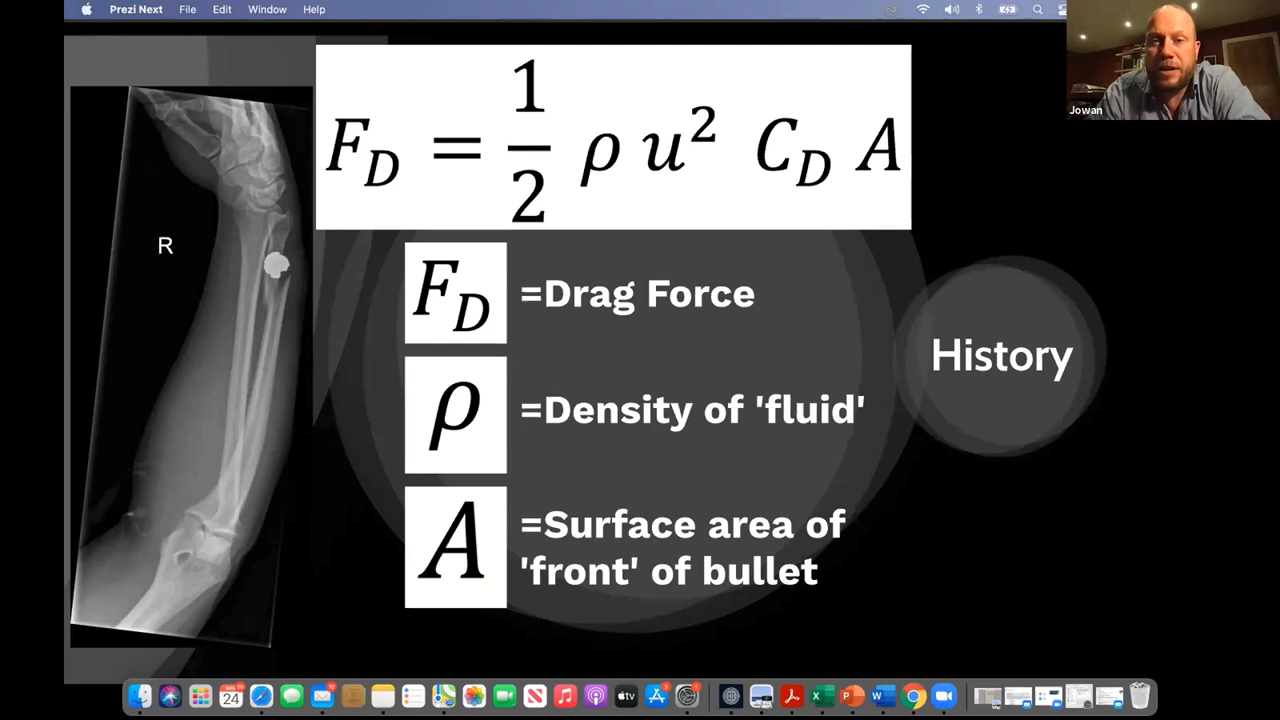 Prezi Next File Edit Window Help
Jowan
R
F_D = 1/2 ρ u² C_D A
F_D =Drag Force
ρ =Density of 'fluid'
A =Surface area of
'front' of bullet
History
24
tv